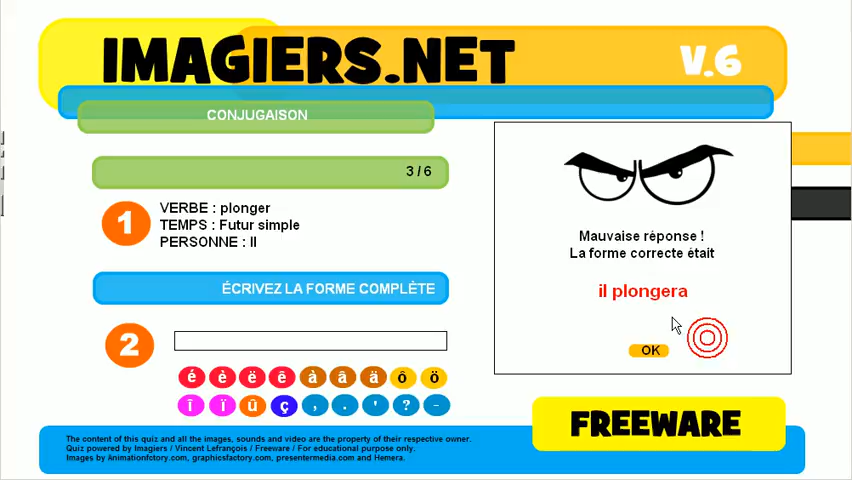 IMAGIERS.NET
V.6
CONJUGAISON
3 / 6
1
VERBE : plonger
TEMPS : Futur simple
PERSONNE : Il
ÉCRIVEZ LA FORME COMPLÈTE
2
é è ë ê à â ä ô ö
î ï û ç , . ' ? -
Mauvaise réponse !
La forme correcte était
il plongera
OK
FREEWARE
The content of this quiz and all the images, sounds and video are the property of their respective owner.
Quiz powered by Imagiers / Vincent Lefrançois / Freeware / For educational purpose only.
Images by Animationfctory.com, graphicsfactory.com, presentermedia.com and Hemera.